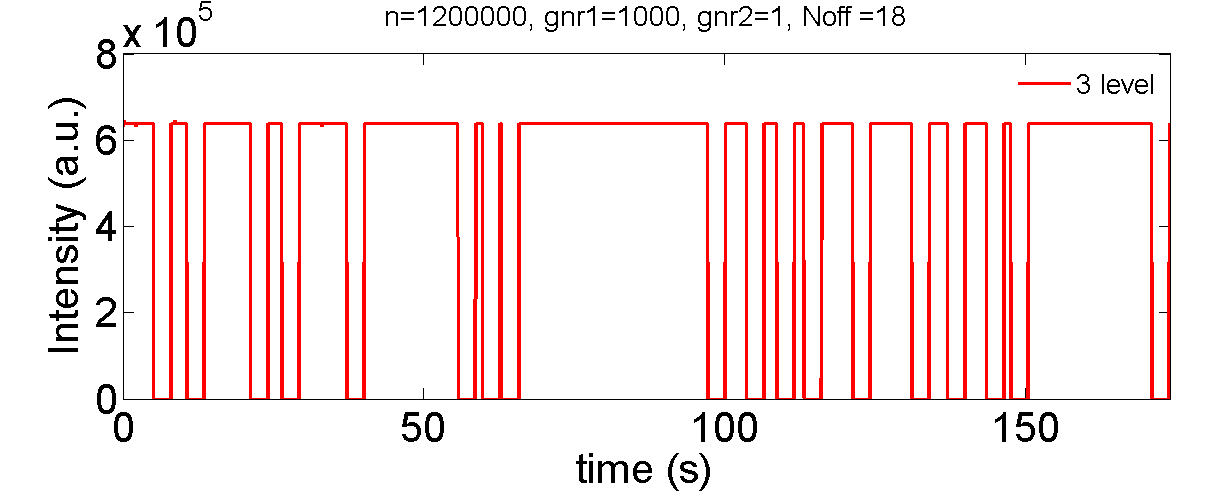 n=1200000, gnr1=1000, gnr2=1, Noff =18
x 10^5
8
3 level
6
4
2
0
Intensity (a.u.)
0 50 100 150
time (s)